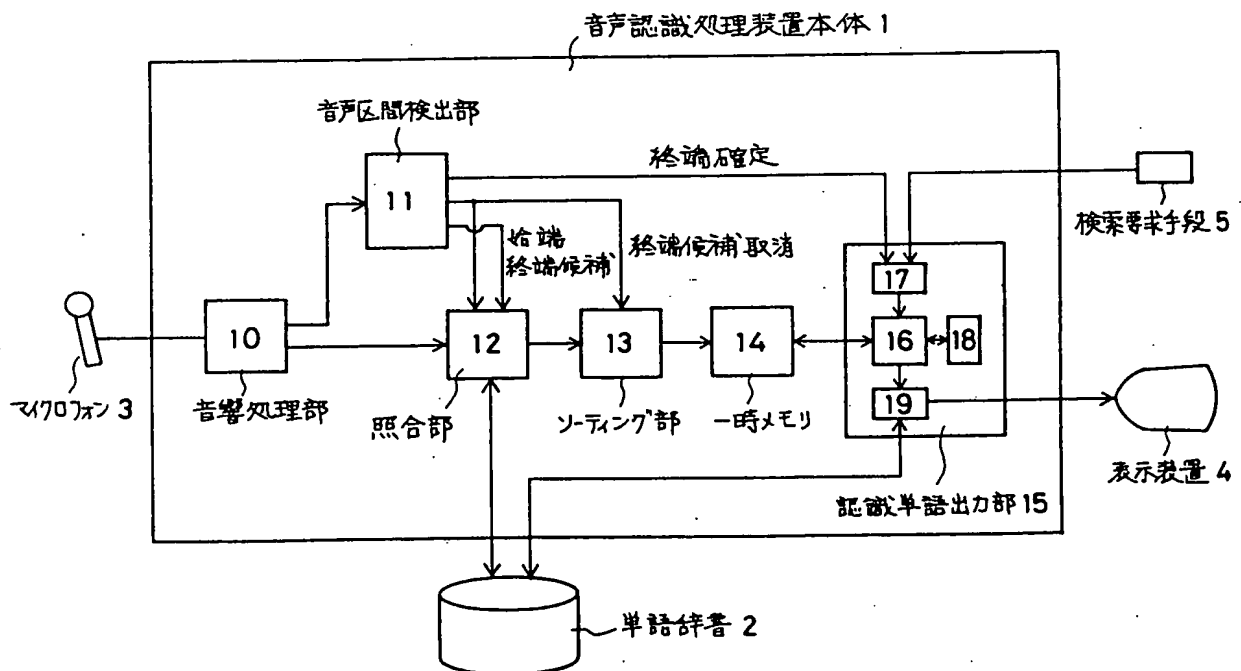 音声認識処理装置本体 1
音声区間検出部
終端確定
11
検索要求手段 5
始端
終端候補
終端候補取消
17
10
12
13
14
16
18
19
マイクロフォン 3
音響処理部
照合部
ソーティング部
一時メモリ
表示装置 4
認識単語出力部 15
単語辞書 2